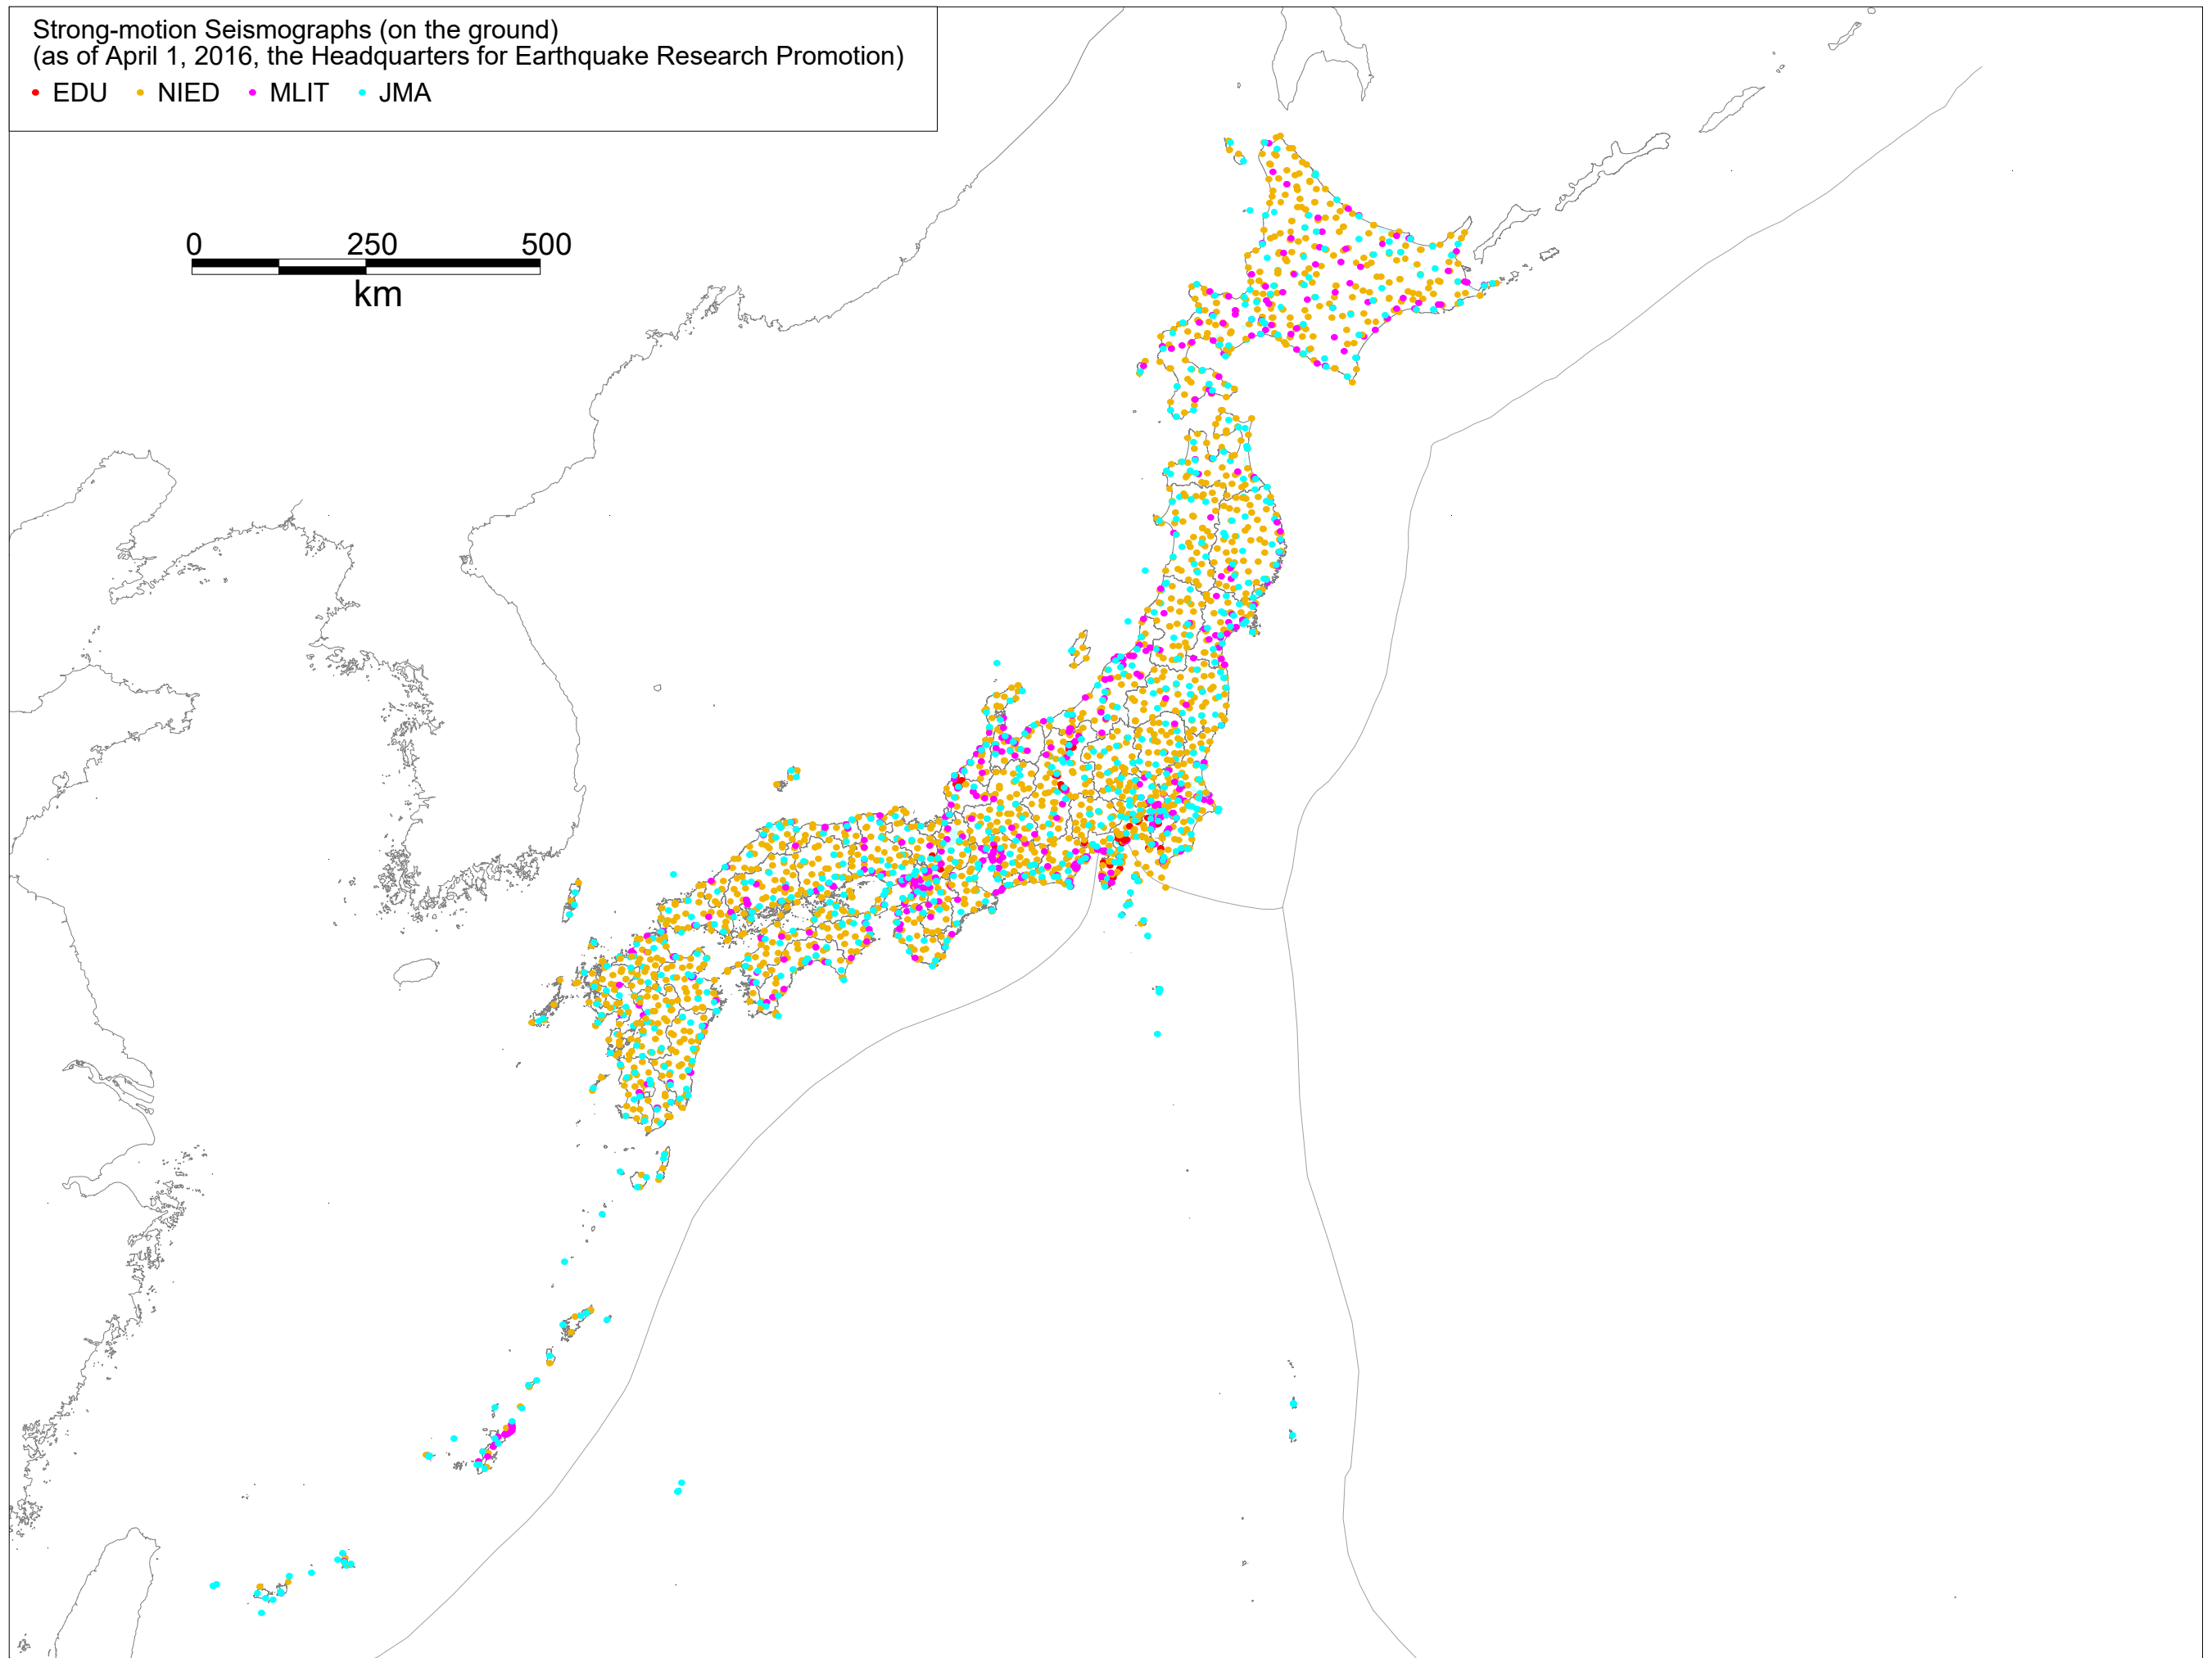 Strong-motion Seismographs (on the ground)
(as of April 1, 2016, the Headquarters for Earthquake Research Promotion)
EDU NIED MLIT JMA
0 250 500
km